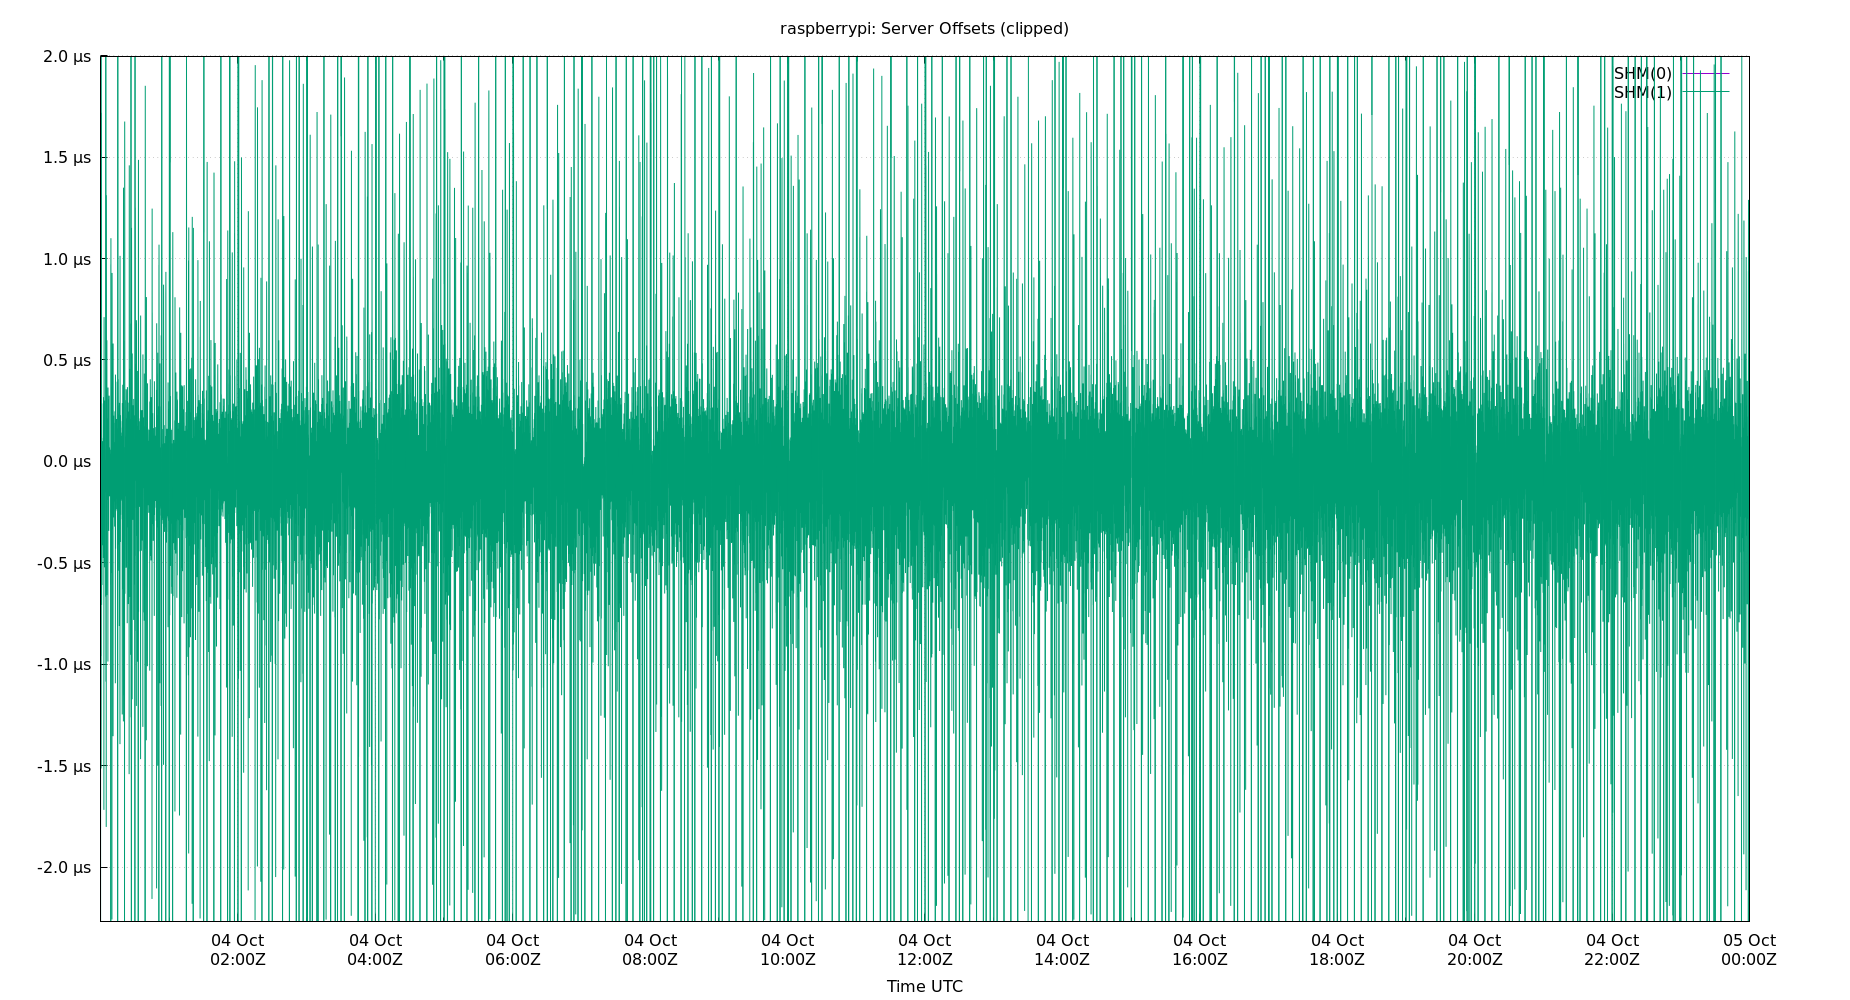 raspberrypi: Server Offsets (clipped)
2.0 µs
1.5 µs
1.0 µs
0.5 µs
0.0 µs
-0.5 µs
-1.0 µs
-1.5 µs
-2.0 µs
SHM(0)
SHM(1)
04 Oct 04 Oct 04 Oct 04 Oct 04 Oct 04 Oct 04 Oct 04 Oct 04 Oct 04 Oct 04 Oct 05 Oct
02:00Z 04:00Z 06:00Z 08:00Z 10:00Z 12:00Z 14:00Z 16:00Z 18:00Z 20:00Z 22:00Z 00:00Z
Time UTC